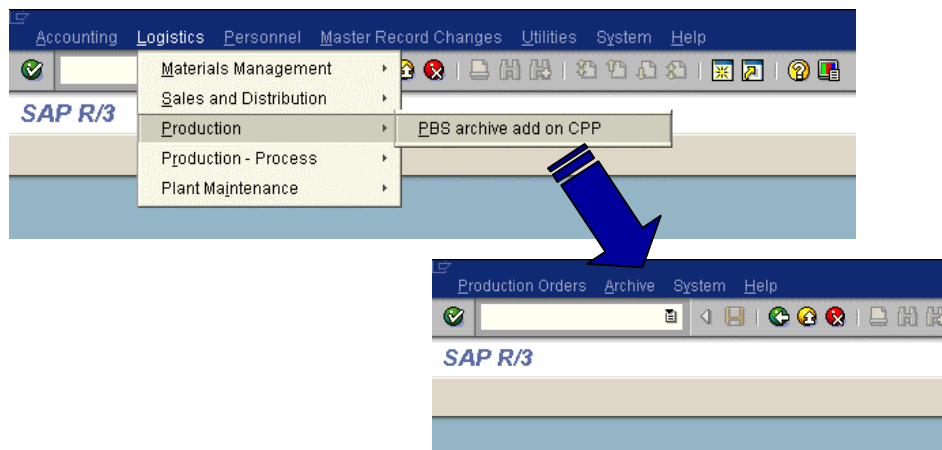 Accounting Logistics Personnel Master Record Changes Utilities System Help
Materials Management
Sales and Distribution
SAP R/3
Production
PBS archive add on CPP
Production - Process
Plant Maintenance
Production Orders Archive System Help
SAP R/3